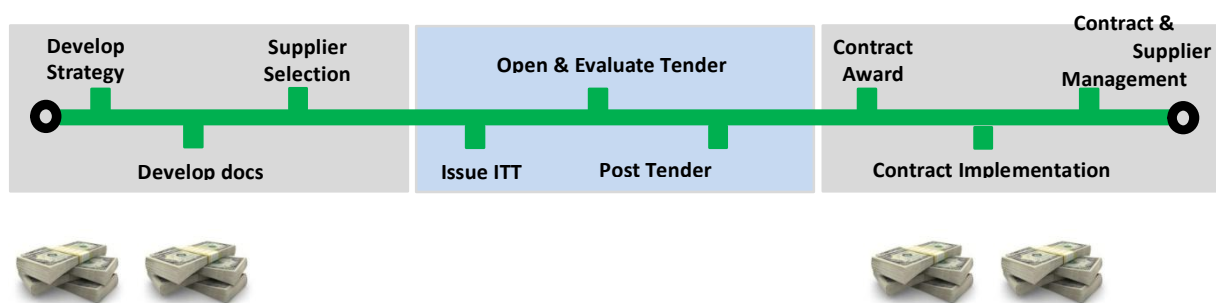 Develop
Strategy
Develop docs
Supplier
Selection
Issue ITT
Open & Evaluate Tender
Post Tender
Contract
Award
Contract Implementation
Contract &
Supplier
Management